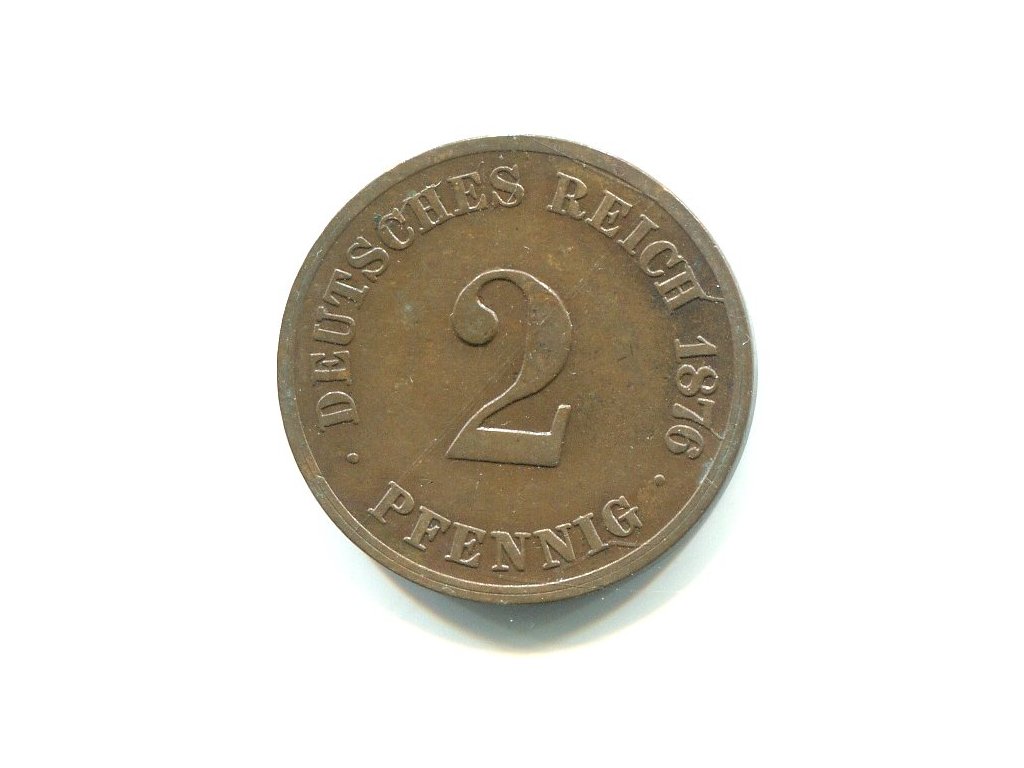 DEUTSCHES REICH 1876
2
PFENNIG